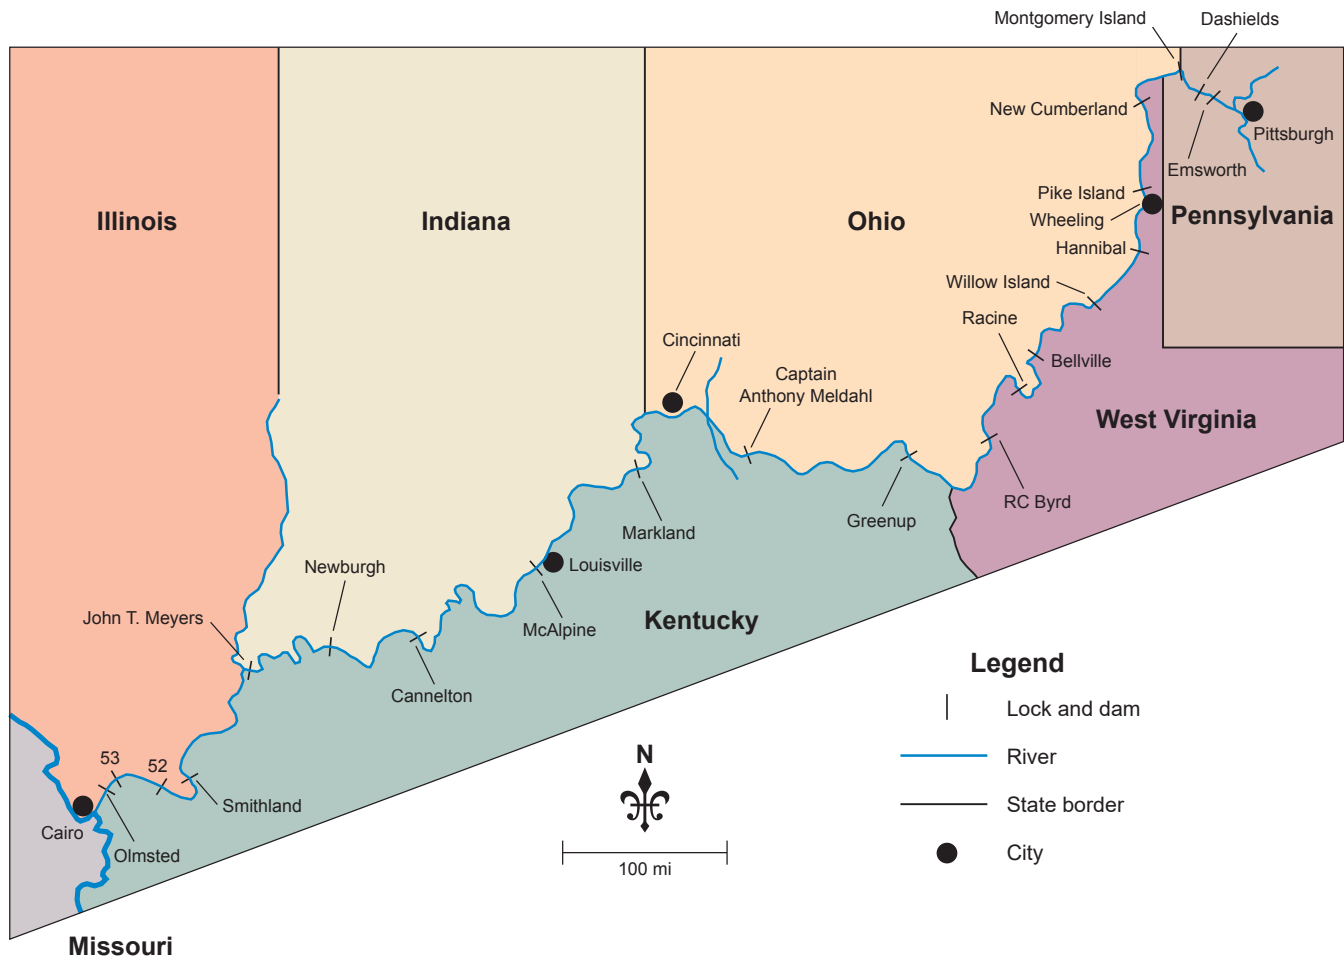 Montgomery Island
Dashields
New Cumberland
Pittsburgh
Emsworth
Pike Island
Wheeling
Pennsylvania
Illinois
Indiana
Ohio
Hannibal
Willow Island
Racine
Cincinnati
Bellville
Captain
Anthony Meldahl
West Virginia
RC Byrd
Greenup
Markland
Louisville
Newburgh
John T. Meyers
Kentucky
McAlpine
Cannelton
Legend
Lock and dam
N
River
53
52
Smithland
State border
Cairo
Olmsted
City
100 mi
Missouri